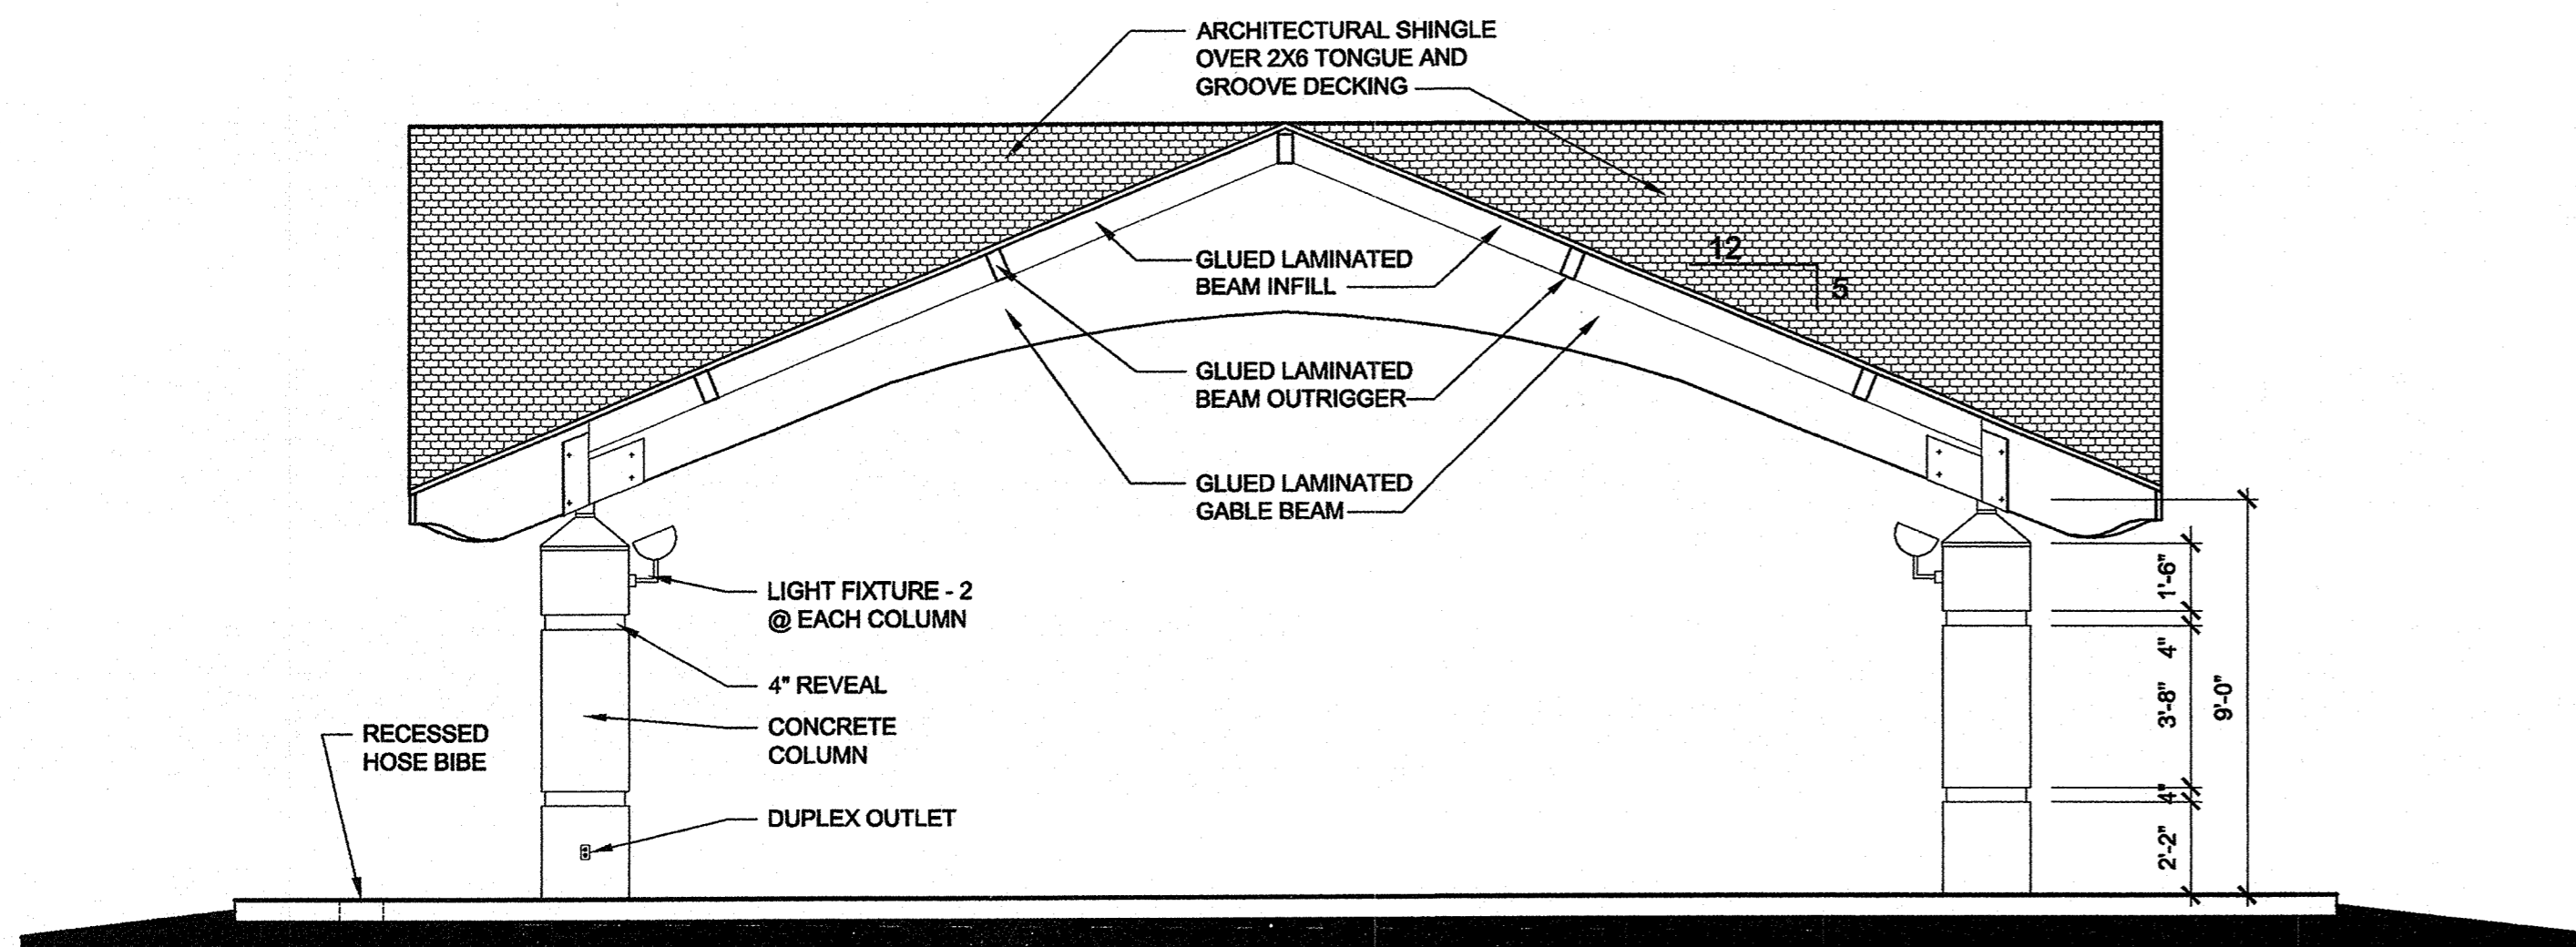 ARCHITECTURAL SHINGLE
OVER 2X6 TONGUE AND
GROOVE DECKING
12
5
GLUED LAMINATED
BEAM INFILL
GLUED LAMINATED
BEAM OUTRIGGER
GLUED LAMINATED
GABLE BEAM
LIGHT FIXTURE - 2
@ EACH COLUMN
4" REVEAL
CONCRETE
COLUMN
RECESSED
HOSE BIBE
DUPLEX OUTLET
1'-6"
4"
3'-8"
4"
2'-2"
9'-0"